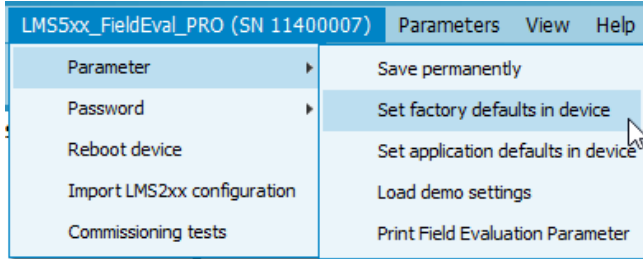 LMS5xx_FieldEval_PRO (SN 11400007) Parameters View Help
Parameter
Password
Reboot device
Import LMS2xx configuration
Commissioning tests
Save permanently
Set factory defaults in device
Set application defaults in device
Load demo settings
Print Field Evaluation Parameter